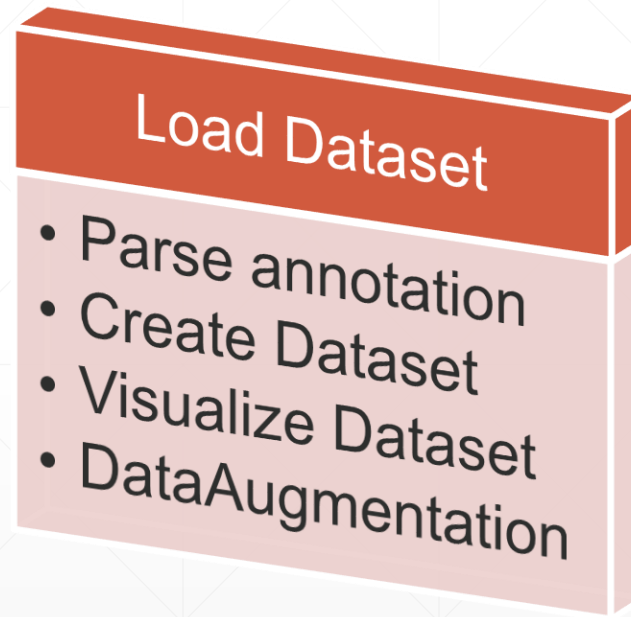 Load Dataset
• Parse annotation
• Create Dataset
• Visualize Dataset
• DataAugmentation